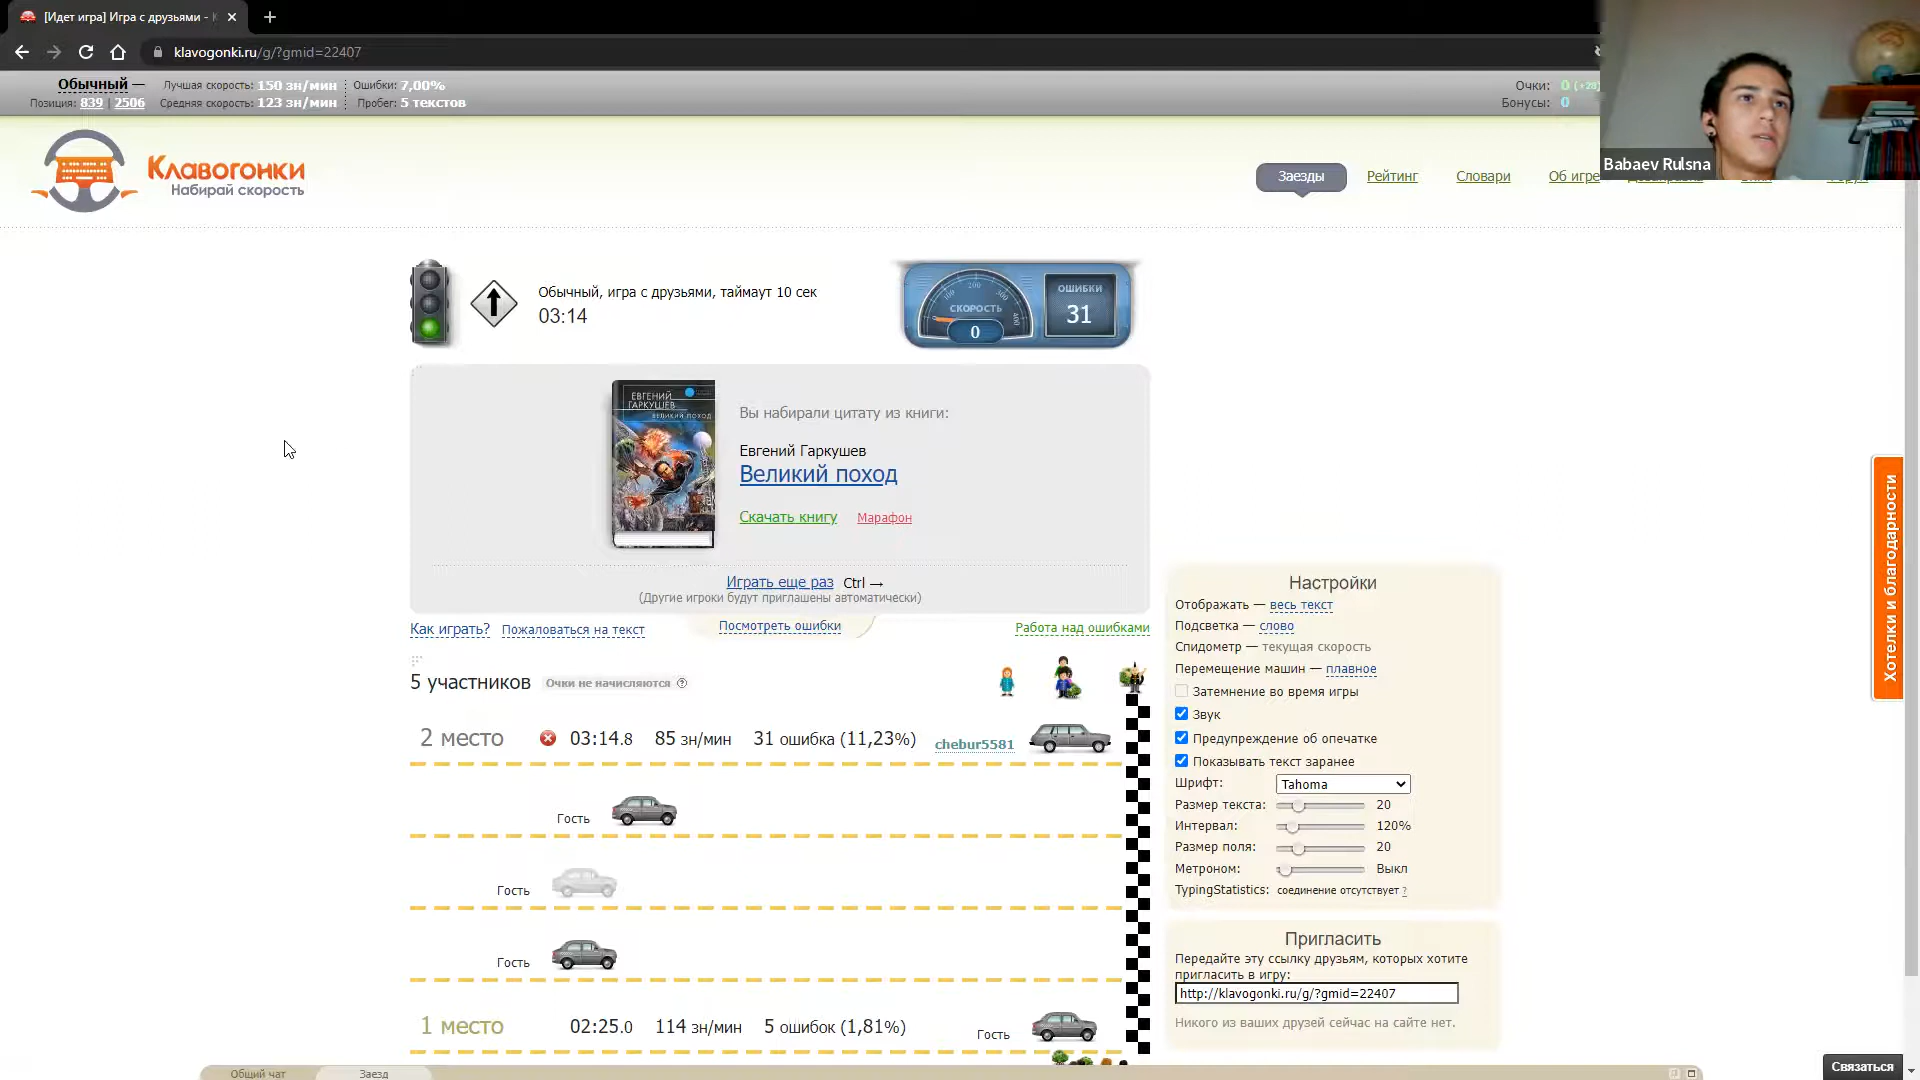 [Идет игра] Игра с друзьями -
klavogonki.ru/g/?gmid=22407
Обычный —
Лучшая скорость: 150 зн/мин
Ошибки: 7,00%
Позиция: 839 | 2506
Средняя скорость: 123 зн/мин
Пробег: 5 текстов
Очки: 0 (+28)
Бонусы: 0
Babaev Rulsna
Клавогонки
Набирай скорость
Заезды
Рейтинг
Словари
Об игре
Обычный, игра с друзьями, таймаут 10 сек
03:14
100
200
300
400
СКОРОСТЬ
0
ОШИБКИ
31
ЕВГЕНИЙ
ГАРКУШЕВ
ВЕЛИКИЙ ПОХОД
Вы набирали цитату из книги:
Евгений Гаркушев
Великий поход
Скачать книгу Марафон
Играть еще раз Ctrl →
(Другие игроки будут приглашены автоматически)
Как играть? Пожаловаться на текст Посмотреть ошибки Работа над ошибками
5 участников Очки не начисляются ?
2 место 03:14.8 85 зн/мин 31 ошибка (11,23%) chebur5581
Гость
Гость
Гость
1 место 02:25.0 114 зн/мин 5 ошибок (1,81%) Гость
Настройки
Отображать — весь текст
Подсветка — слово
Спидометр — текущая скорость
Перемещение машин — плавное
Затемнение во время игры
Звук
Предупреждение об опечатке
Показывать текст заранее
Шрифт: Tahoma
Размер текста: 20
Интервал: 120%
Размер поля: 20
Метроном: Выкл
TypingStatistics: соединение отсутствует ?
Пригласить
Передайте эту ссылку друзьям, которых хотите
пригласить в игру:
http://klavogonki.ru/g/?gmid=22407
Никого из ваших друзей сейчас на сайте нет.
Хотелки и благодарности
Общий чат
Заезд
Связаться